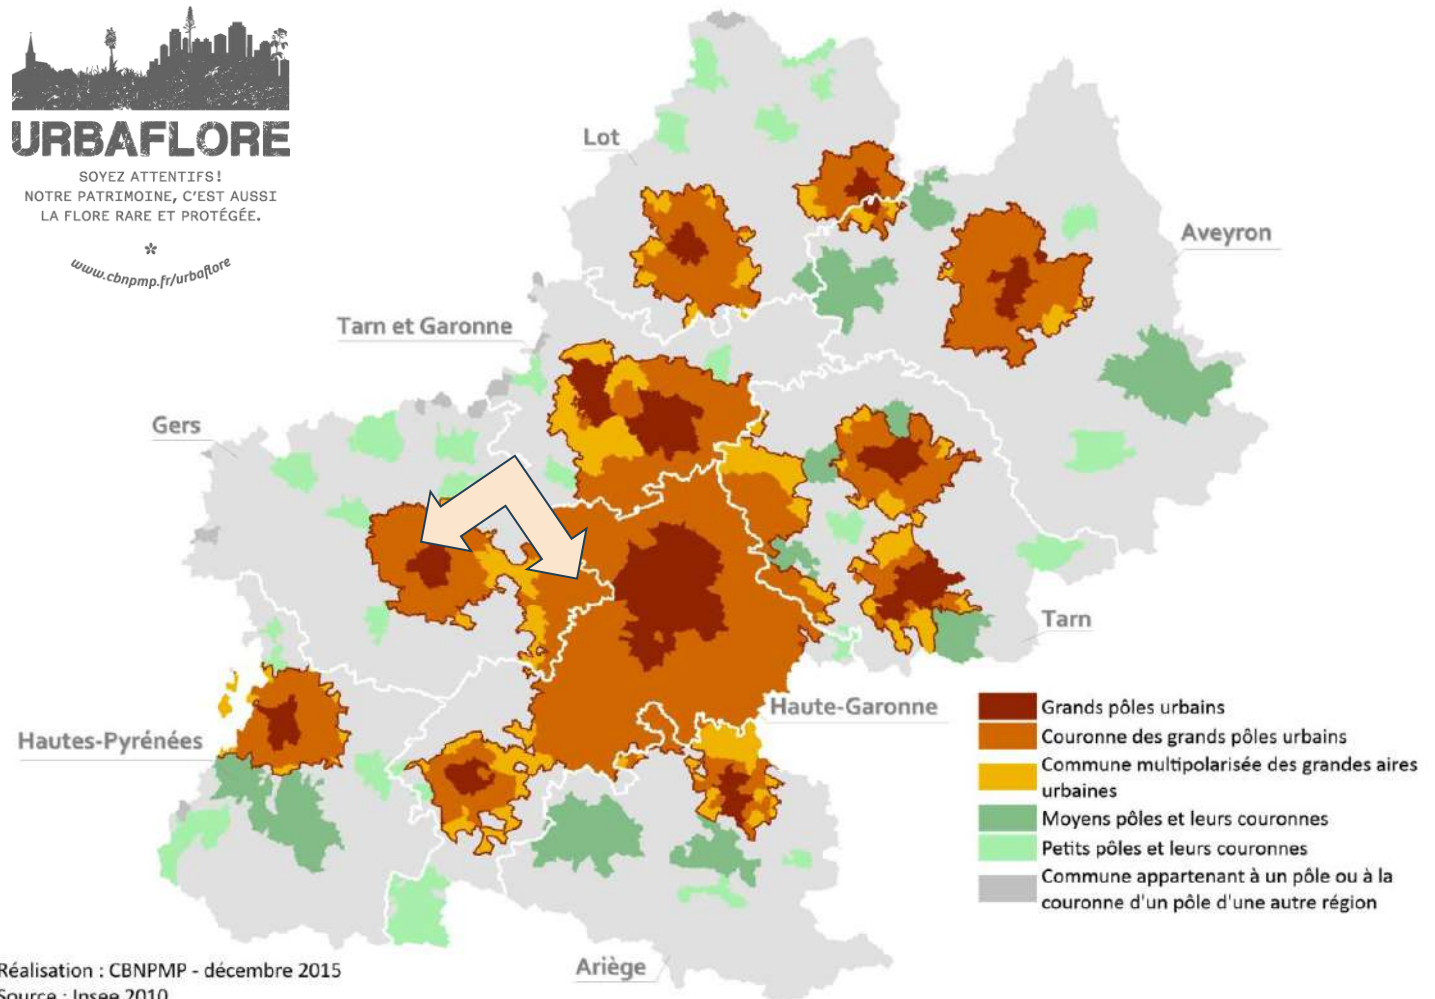 URBAFLORE
SOYEZ ATTENTIFS!
NOTRE PATRIMOINE, C'EST AUSSI
LA FLORE RARE ET PROTÉGÉE.
*
www.cbnpmp.fr/urbaflore
Lot
Aveyron
Tarn et Garonne
Gers
Tarn
Haute-Garonne
Hautes-Pyrénées
Ariège
Grands pôles urbains
Couronne des grands pôles urbains
Commune multipolarisée des grandes aires
urbaines
Moyens pôles et leurs couronnes
Petits pôles et leurs couronnes
Commune appartenant à un pôle ou à la
couronne d'un pôle d'une autre région
Réalisation : CBNPMP - décembre 2015
Source : Insee 2010